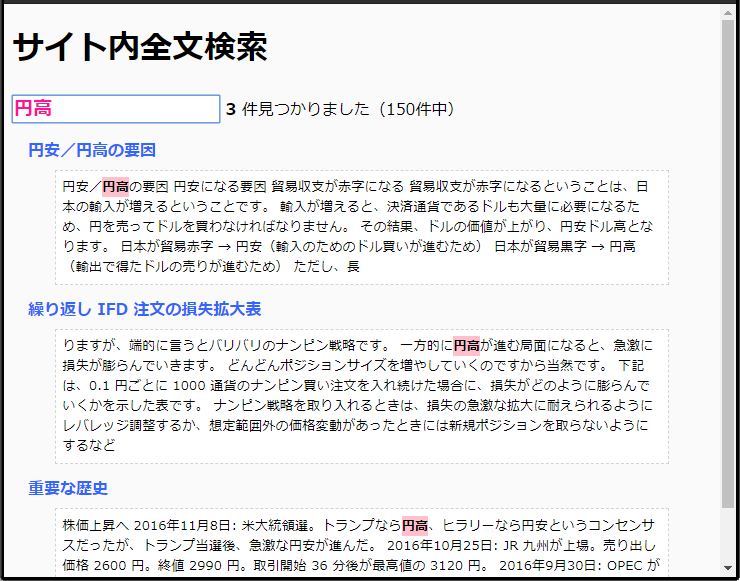 サイト内全文検索
円高 3 件見つかりました（150件中）
円安／円高の要因
円安／円高の要因 円安になる要因 貿易収支が赤字になる 貿易収支が赤字になるということは、日
本の輸入が増えるということです。 輸入が増えると、決済通貨であるドルも大量に必要になるた
め、円を売ってドルを買わなければなりません。 その結果、ドルの価値が上がり、円安ドル高とな
ります。 日本が貿易赤字 → 円安（輸入のためのドル買いが進むため） 日本が貿易黒字 → 円高
（輸出で得たドルの売りが進むため） ただし、長
繰り返し IFD 注文の損失拡大表
りますが、端的に言うとバリバリのナンピン戦略です。 一方的に円高が進む局面になると、急激に
損失が膨らんでいきます。 どんどんポジションサイズを増やしていくのですから当然です。 下記
は、0.1 円ごとに 1000 通貨のナンピン買い注文を入れ続けた場合に、損失がどのように膨らんで
いくかを示した表です。 ナンピン戦略を取り入れるときは、損失の急激な拡大に耐えられるように
レバレッジ調整するか、想定範囲外の価格変動があったときには新規ポジションを取らないように
するなど
重要な歴史
株価上昇へ 2016年11月8日: 米大統領選。トランプなら円高、ヒラリーなら円安というコンセンサ
スだったが、トランプ当選後、急激な円安が進んだ。 2016年10月25日: JR 九州が上場。売り出し
価格 2600 円。終値 2990 円。取引開始 36 分後が最高値の 3120 円。 2016年9月30日: OPEC が